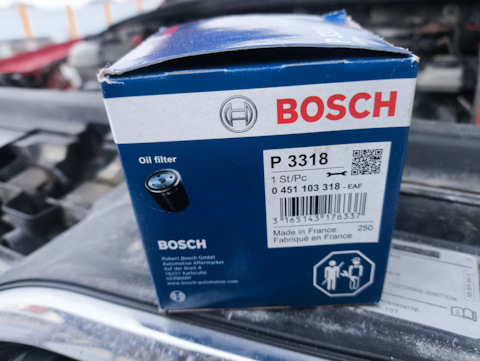 BOSCH
Oil filter
P 3318
1 St/Pc
0 451 103 318 - EAF
3 165143 176337
250
Made in France
Fabriqué en France
BOSCH
Robert Bosch GmbH
Automotive Aftermarket
Auf der Breit 4
76227 Karlsruhe
GERMANY
www.bosch-automotive.com